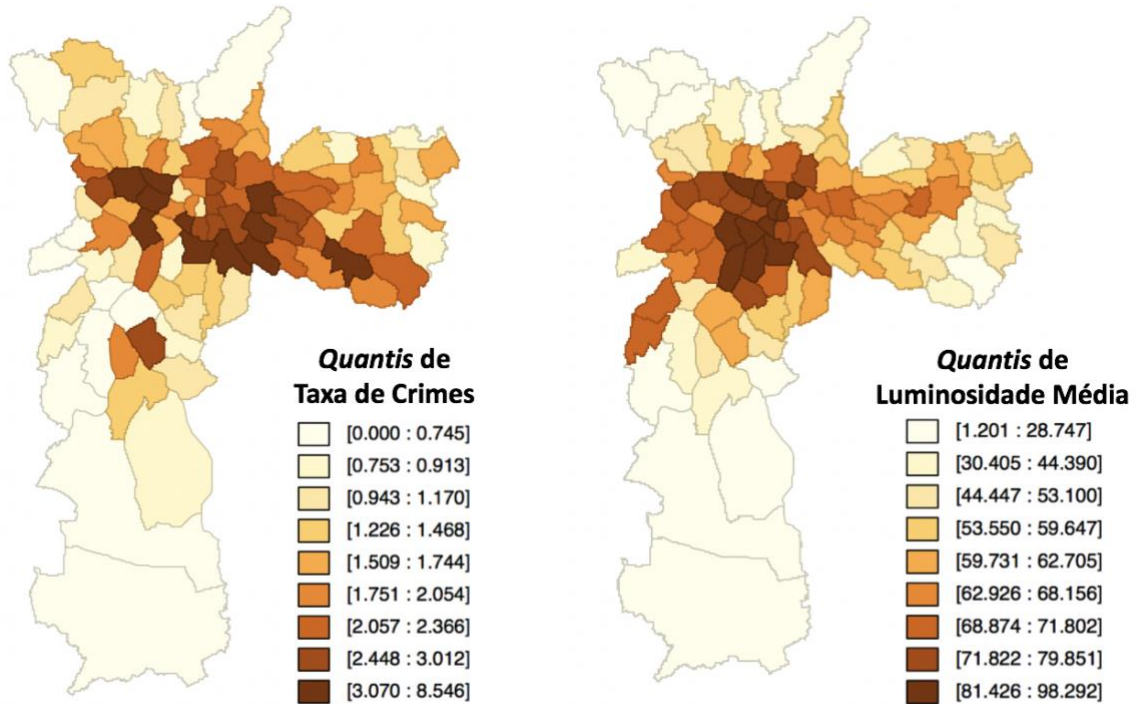 Quantis de
Taxa de Crimes
[0.000 : 0.745]
[0.753 : 0.913]
[0.943 : 1.170]
[1.226 : 1.468]
[1.509 : 1.744]
[1.751 : 2.054]
[2.057 : 2.366]
[2.448 : 3.012]
[3.070 : 8.546]
Quantis de
Luminosidade Média
[1.201 : 28.747]
[30.405 : 44.390]
[44.447 : 53.100]
[53.550 : 59.647]
[59.731 : 62.705]
[62.926 : 68.156]
[68.874 : 71.802]
[71.822 : 79.851]
[81.426 : 98.292]